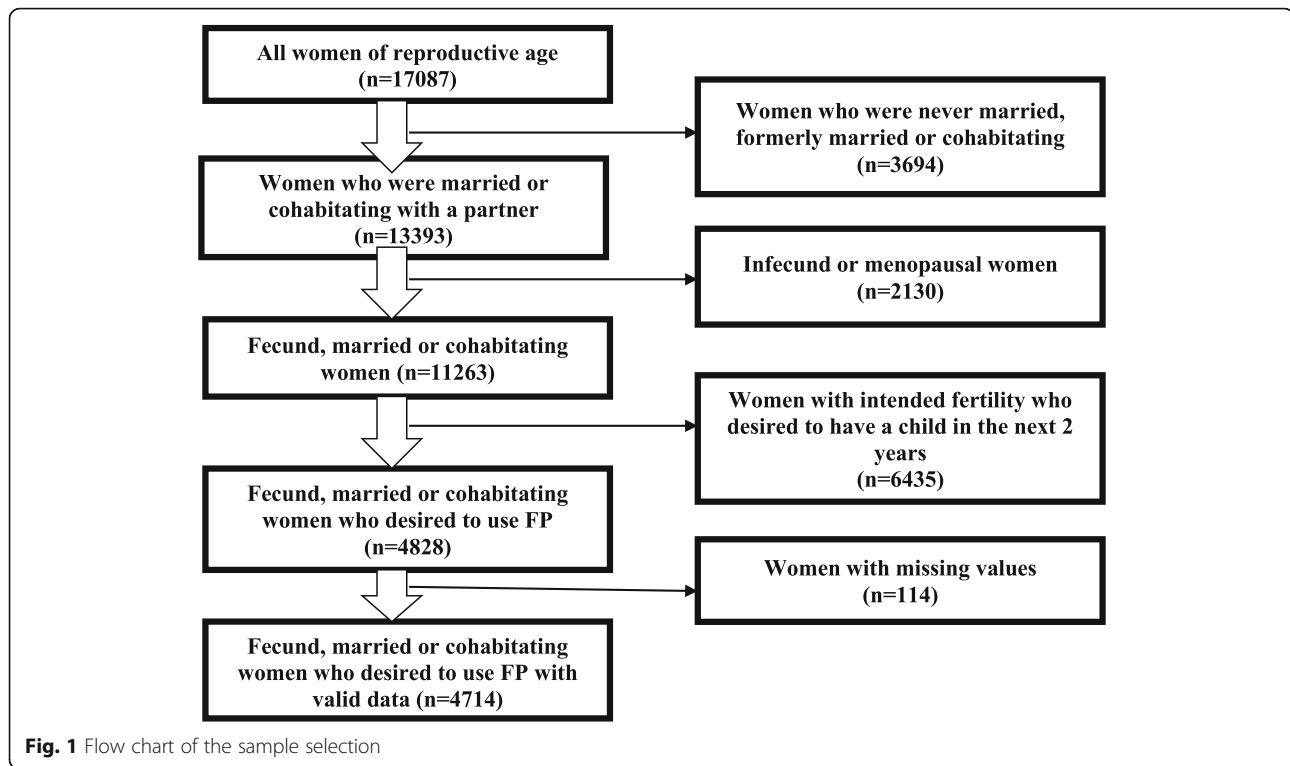 All women of reproductive age
(n=17087)
Women who were never married,
formerly married or cohabitating
(n=3694)
Women who were married or
cohabitating with a partner
(n=13393)
Infecund or menopausal women
(n=2130)
Fecund, married or cohabitating
women (n=11263)
Women with intended fertility who
desired to have a child in the next 2
years
(n=6435)
Fecund, married or cohabitating
women who desired to use FP
(n=4828)
Women with missing values
(n=114)
Fecund, married or cohabitating
women who desired to use FP with
valid data (n=4714)
Fig. 1 Flow chart of the sample selection